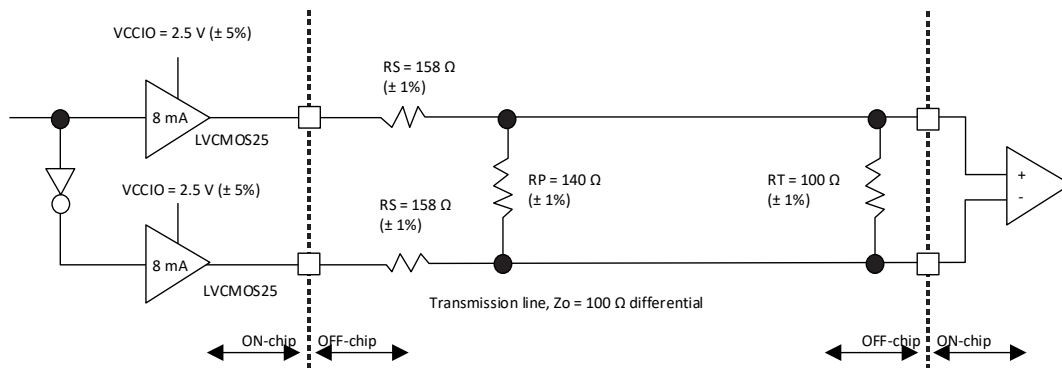 VCCIO = 2.5 V (± 5%)
8 mA
LVCMOS25
RS = 158 Ω
(± 1%)
VCCIO = 2.5 V (± 5%)
8 mA
LVCMOS25
RS = 158 Ω
(± 1%)
RP = 140 Ω
(± 1%)
RT = 100 Ω
(± 1%)
+
-
Transmission line, Zo = 100 Ω differential
ON-chip
OFF-chip
OFF-chip
ON-chip